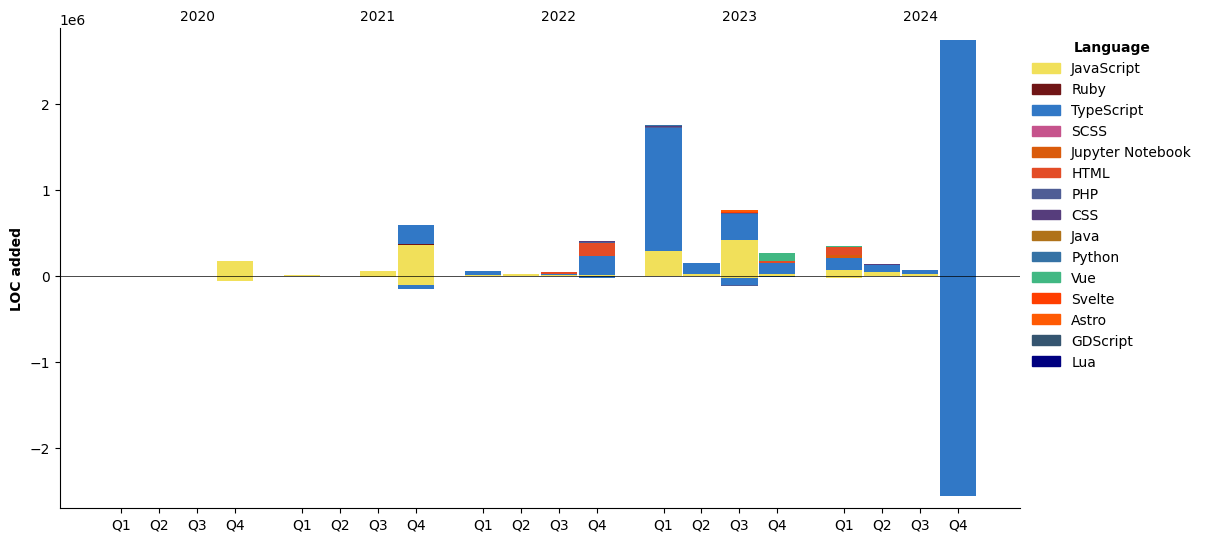 1e6
2020 2021 2022 2023 2024
LOC added
2
1
0
−1
−2
Q1 Q2 Q3 Q4 Q1 Q2 Q3 Q4 Q1 Q2 Q3 Q4 Q1 Q2 Q3 Q4 Q1 Q2 Q3 Q4
Language
JavaScript
Ruby
TypeScript
SCSS
Jupyter Notebook
HTML
PHP
CSS
Java
Python
Vue
Svelte
Astro
GDScript
Lua